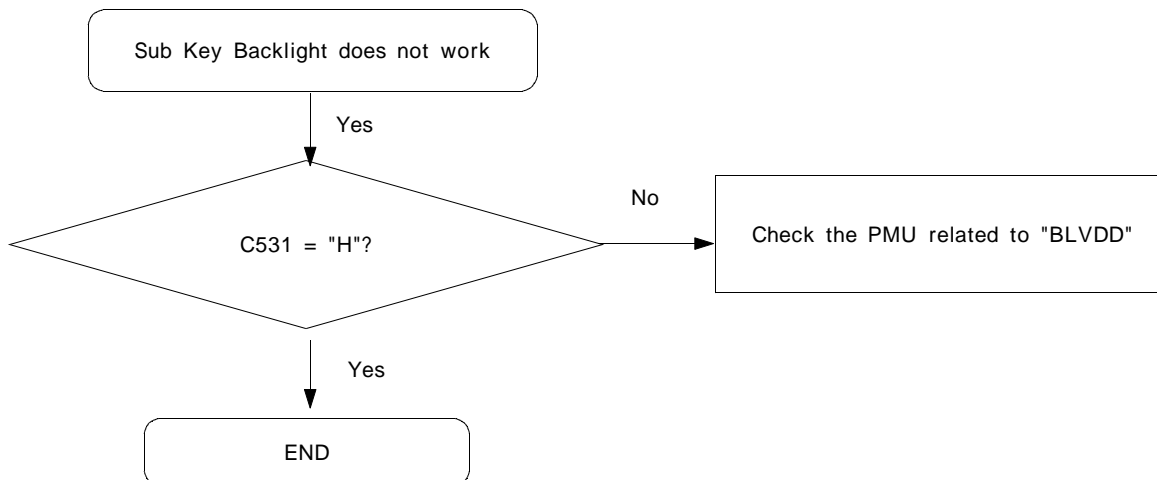 Sub Key Backlight does not work
Yes
No
C531 = "H"?
Check the PMU related to "BLVDD"
Yes
END